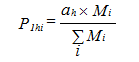 P₁ₕᵢ = (aₕ × Mᵢ) / (∑ₗ Mᵢ)